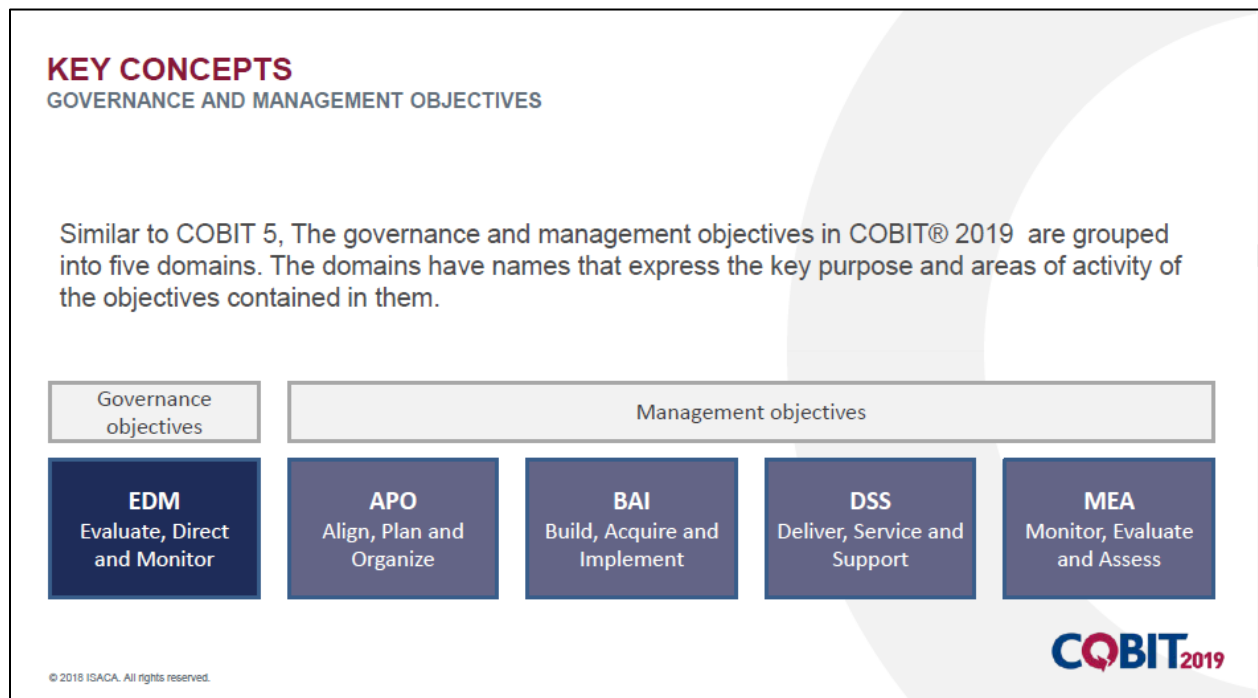 KEY CONCEPTS
GOVERNANCE AND MANAGEMENT OBJECTIVES
Similar to COBIT 5, The governance and management objectives in COBIT® 2019 are grouped
into five domains. The domains have names that express the key purpose and areas of activity of
the objectives contained in them.
Governance
objectives
Management objectives
EDM
Evaluate, Direct
and Monitor
APO
Align, Plan and
Organize
BAI
Build, Acquire and
Implement
DSS
Deliver, Service and
Support
MEA
Monitor, Evaluate
and Assess
COBIT 2019
© 2018 ISACA. All rights reserved.